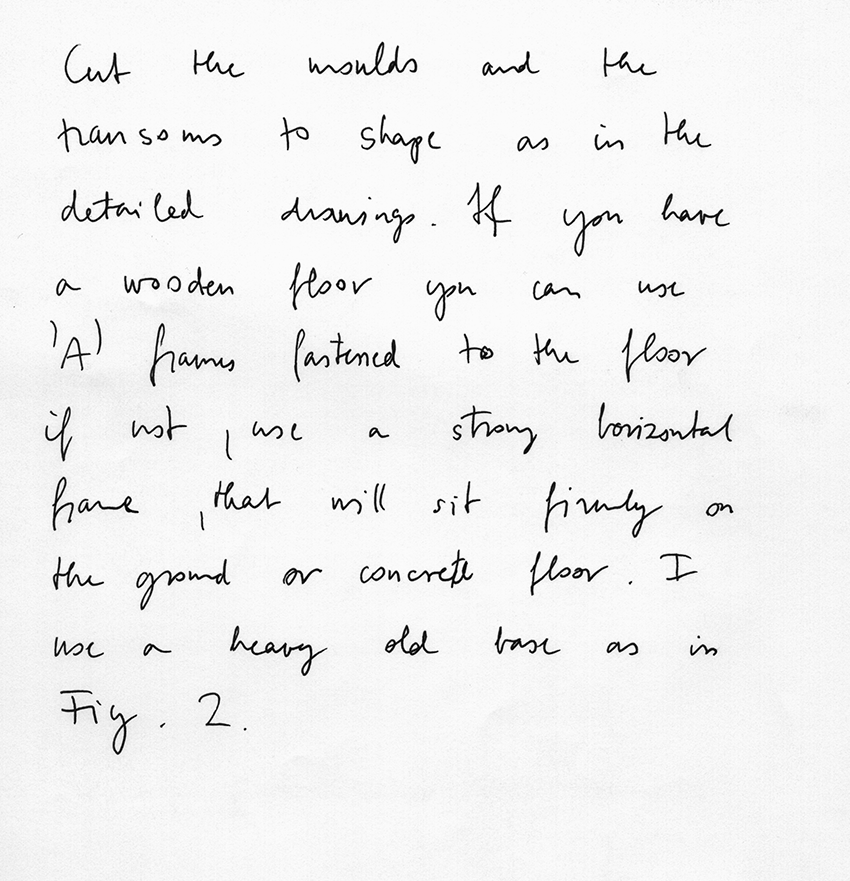 Cut the moulds and the
transoms to shape as in the
detailed drawings. If you have
a wooden floor you can use
'A' frames fastened to the floor
if not, use a strong horizontal
frame, that will sit firmly on
the ground or concrete floor. I
use a heavy old base as in
Fig. 2.